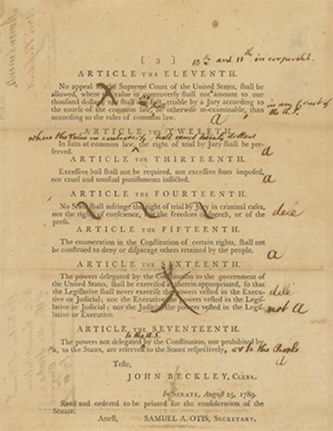 [ 3 ] 10th and 11th incorporat.
ARTICLE THE ELEVENTH.
No appeal to the Supreme Court of the United States, shall be
allowed, where the value in controversy shall not amount to one
thousand dollars, nor shall any fact, triable by a Jury according to
the course of the common law, be otherwise re-examinable, than
according to the rules of common law. a in any Court of the U.S.
ARTICLE THE TWELFTH.
where the value in controversy shall exceed twenty dollars
In suits at common law, the right of trial by Jury shall be pre-
served. a
ARTICLE THE THIRTEENTH.
Excessive bail shall not be required, nor excessive fines imposed,
nor cruel and unusual punishments inflicted. a
ARTICLE THE FOURTEENTH.
No State shall infringe the right of trial by Jury in criminal cases,
nor the rights of conscience, nor the freedom of speech, or of the
press. dele
ARTICLE THE FIFTEENTH.
The enumeration in the Constitution of certain rights, shall not
be construed to deny or disparage others retained by the people.
a
ARTICLE THE SIXTEENTH.
The powers delegated by the Constitution to the government of
the United States, shall be exercised as therein appropriated, so that
the Legislative shall never exercise the powers vested in the Execu- dele
tive or Judicial; nor the Executive the powers vested in the Legis-
lative or Judicial; nor the Judicial the powers vested in the Legis- not a
lative or Executive.
ARTICLE THE SEVENTEENTH.
to the U.S.
The powers not delegated by the Constitution, nor prohibited by
it, to the States, are reserved to the States respectively, or to the People
a
Teste,
JOHN BECKLEY, CLERK.
IN SENATE, AUGUST 25, 1789.
Read and ordered to be printed for the consideration of the
Senate.
Attest, SAMUEL A. OTIS, SECRETARY.